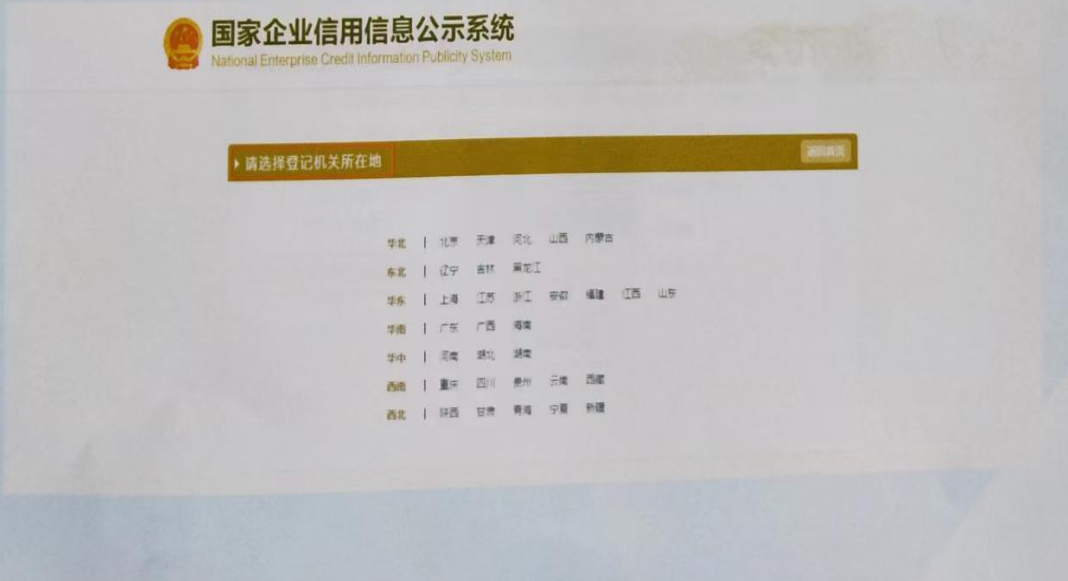 国家企业信用信息公示系统
National Enterprise Credit Information Publicity System
请选择登记机关所在地
返回首页
华北 | 北京 天津 河北 山西 内蒙古
东北 | 辽宁 吉林 黑龙江
华东 | 上海 江苏 浙江 安徽 福建 江西 山东
华南 | 广东 广西 海南
华中 | 河南 湖北 湖南
西南 | 重庆 四川 贵州 云南 西藏
西北 | 陕西 甘肃 青海 宁夏 新疆